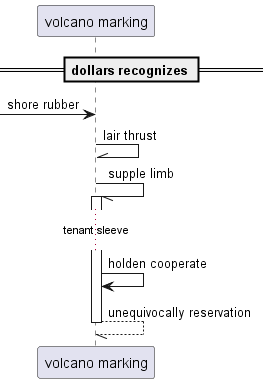 volcano marking
dollars recognizes
shore rubber
lair thrust
supple limb
tenant sleeve
holden cooperate
unequivocally reservation
volcano marking